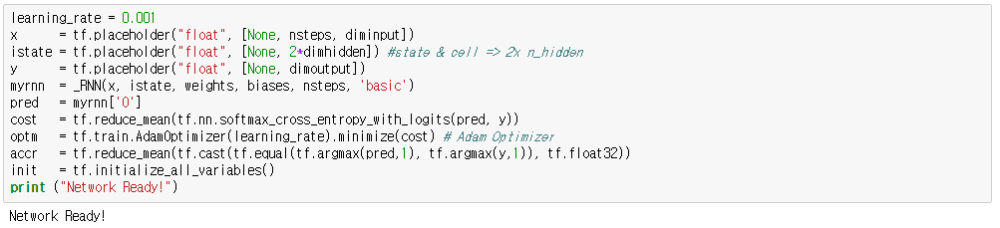 learning_rate = 0.001
x      = tf.placeholder("float", [None, nsteps, diminput])
istate = tf.placeholder("float", [None, 2*dimhidden]) #state & cell => 2x n_hidden
y      = tf.placeholder("float", [None, dimoutput])
myrnn  = _RNN(x, istate, weights, biases, nsteps, 'basic')
pred   = myrnn['O']
cost   = tf.reduce_mean(tf.nn.softmax_cross_entropy_with_logits(pred, y))
optm   = tf.train.AdamOptimizer(learning_rate).minimize(cost) # Adam Optimizer
accr   = tf.reduce_mean(tf.cast(tf.equal(tf.argmax(pred,1), tf.argmax(y,1)), tf.float32))
init   = tf.initialize_all_variables()
print ("Network Ready!")
Network Ready!